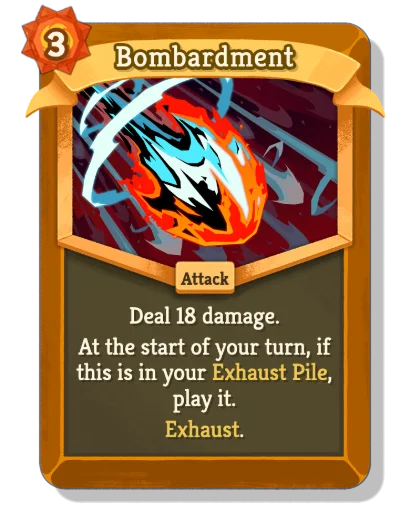 3
Bombardment
Attack
Deal 18 damage.
At the start of your turn, if
this is in your Exhaust Pile,
play it.
Exhaust.